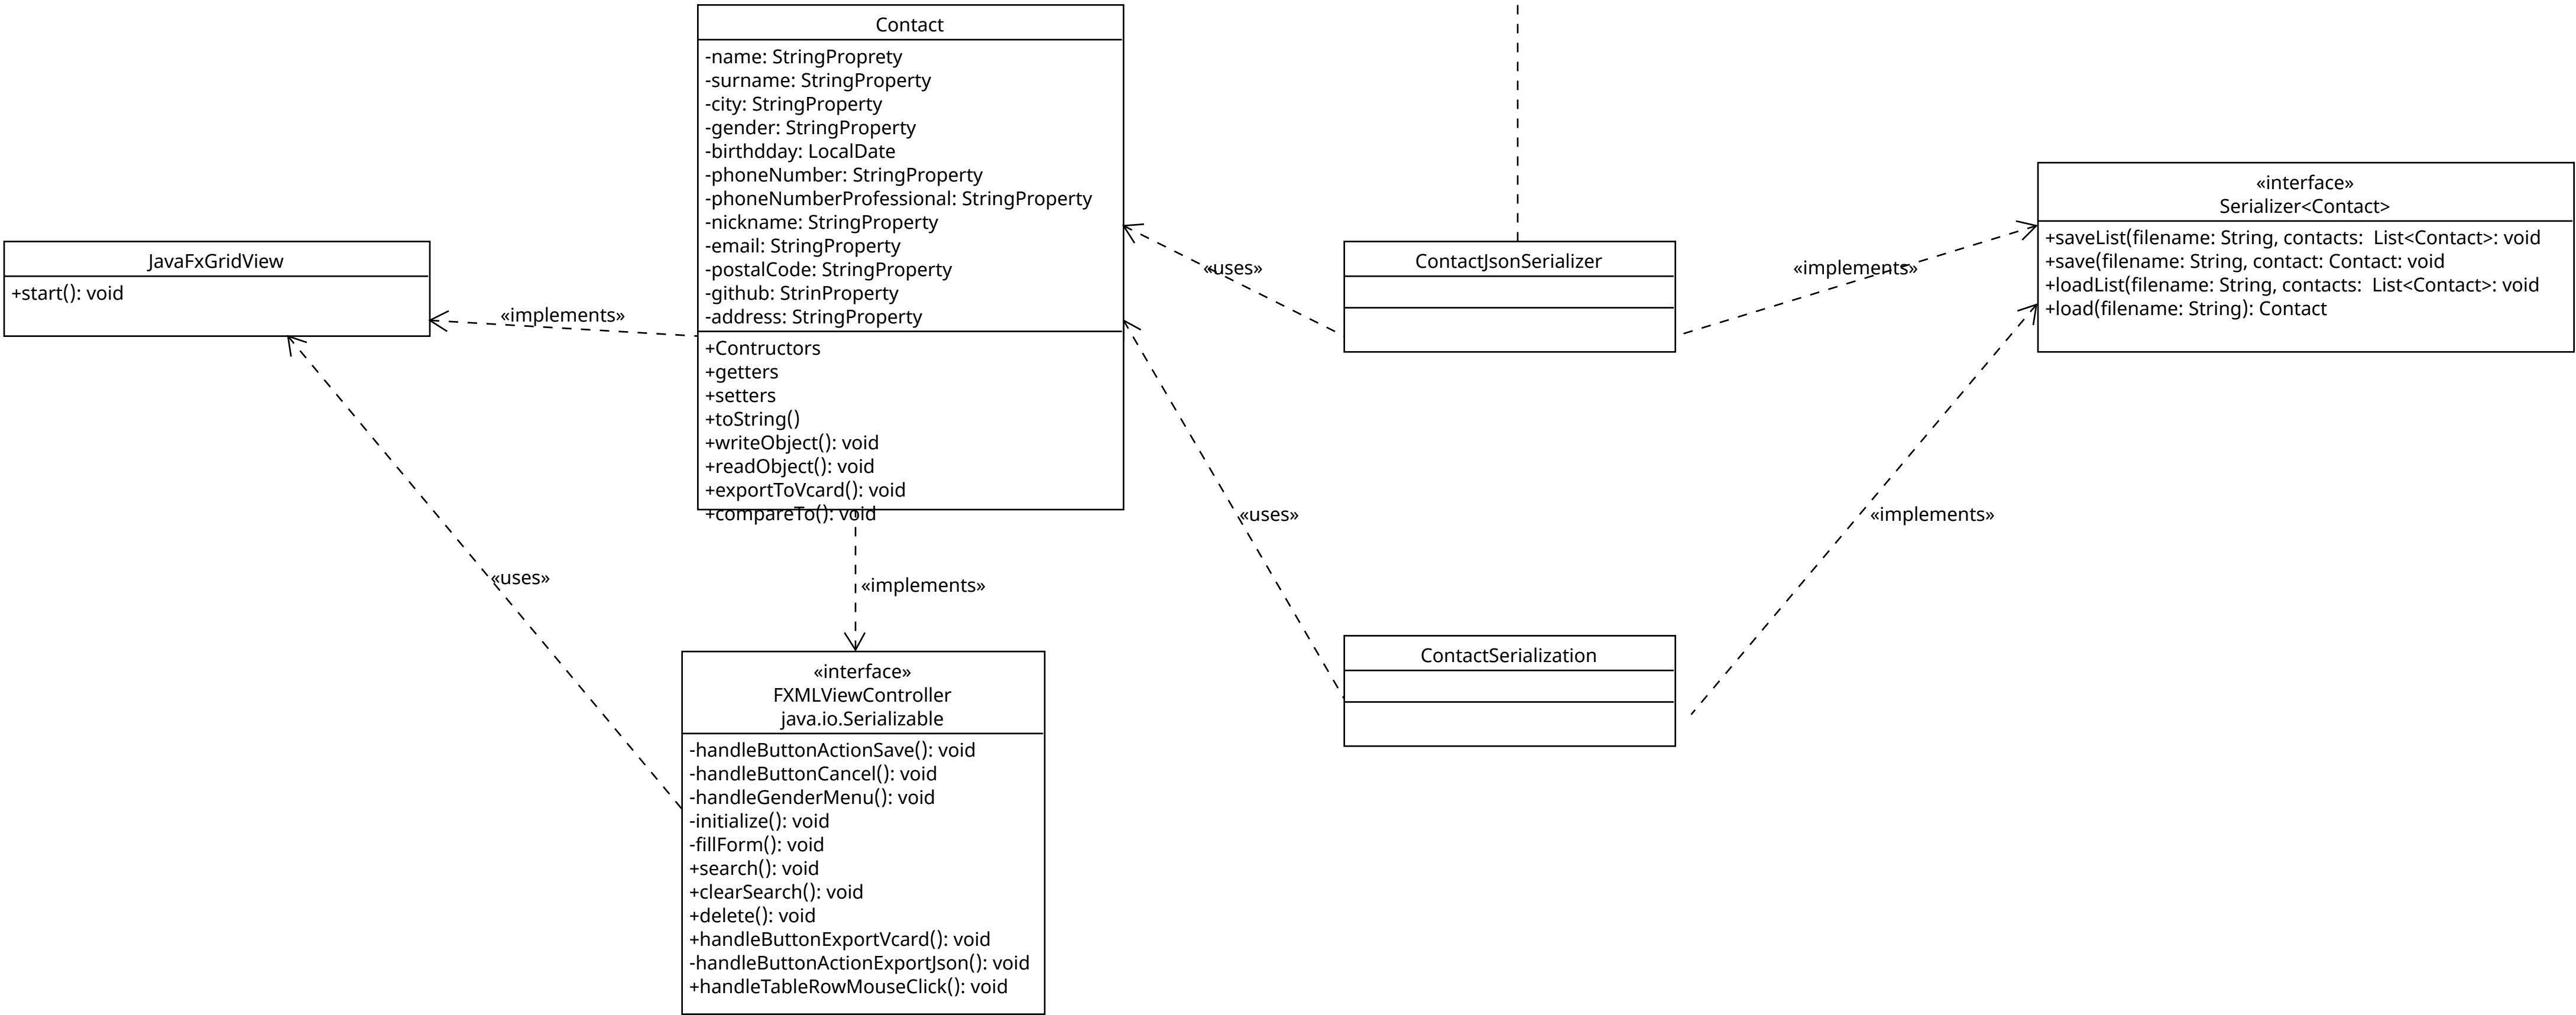 Contact
-name: StringProprety
-surname: StringProperty
-city: StringProperty
-gender: StringProperty
-birthdday: LocalDate
-phoneNumber: StringProperty
-phoneNumberProfessional: StringProperty
-nickname: StringProperty
-email: StringProperty
-postalCode: StringProperty
-github: StrinProperty
-address: StringProperty
+Contructors
+getters
+setters
+toString()
+writeObject(): void
+readObject(): void
+exportToVcard(): void
+compareTo(): void
JavaFxGridView
+start(): void
«implements»
«uses»
«implements»
«interface»
FXMLViewController
java.io.Serializable
-handleButtonActionSave(): void
-handleButtonCancel(): void
-handleGenderMenu(): void
-initialize(): void
-fillForm(): void
+search(): void
+clearSearch(): void
+delete(): void
+handleButtonExportVcard(): void
-handleButtonActionExportJson(): void
+handleTableRowMouseClick(): void
«uses»
«uses»
ContactJsonSerializer
ContactSerialization
«implements»
«implements»
«interface»
Serializer<Contact>
+saveList(filename: String, contacts:  List<Contact>: void
+save(filename: String, contact: Contact: void
+loadList(filename: String, contacts:  List<Contact>: void
+load(filename: String): Contact